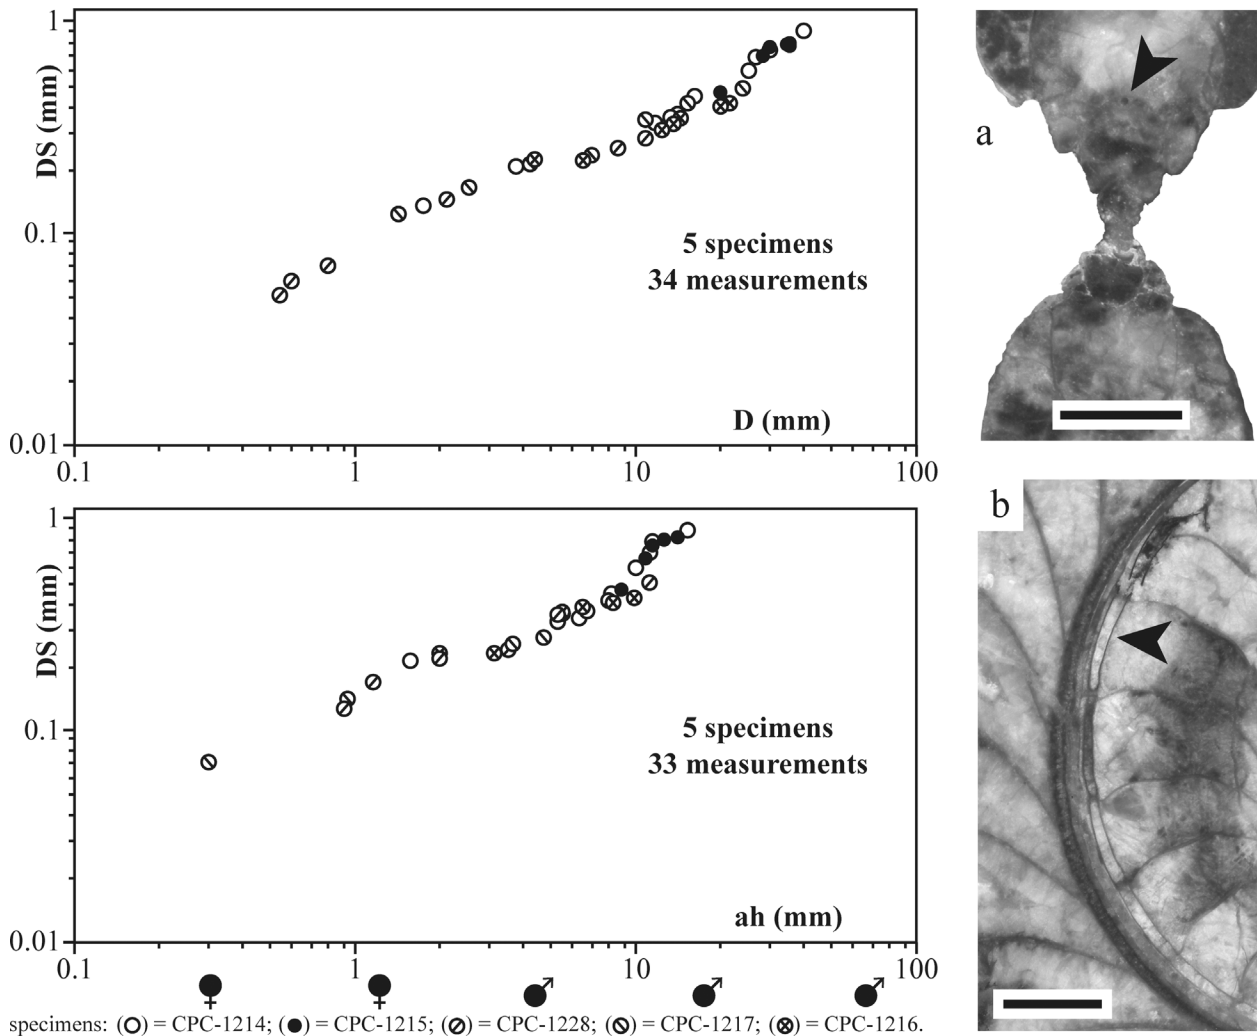 1
0.1
0.01
DS (mm)
5 specimens
34 measurements
D (mm)
0.1 1 10 100
1
0.1
0.01
DS (mm)
5 specimens
33 measurements
ah (mm)
0.1 1 10 100
♀ ♀ ♂ ♂ ♂
specimens: (○) = CPC-1214; (●) = CPC-1215; (⊘) = CPC-1228; (⦸) = CPC-1217; (⊗) = CPC-1216.
a
b